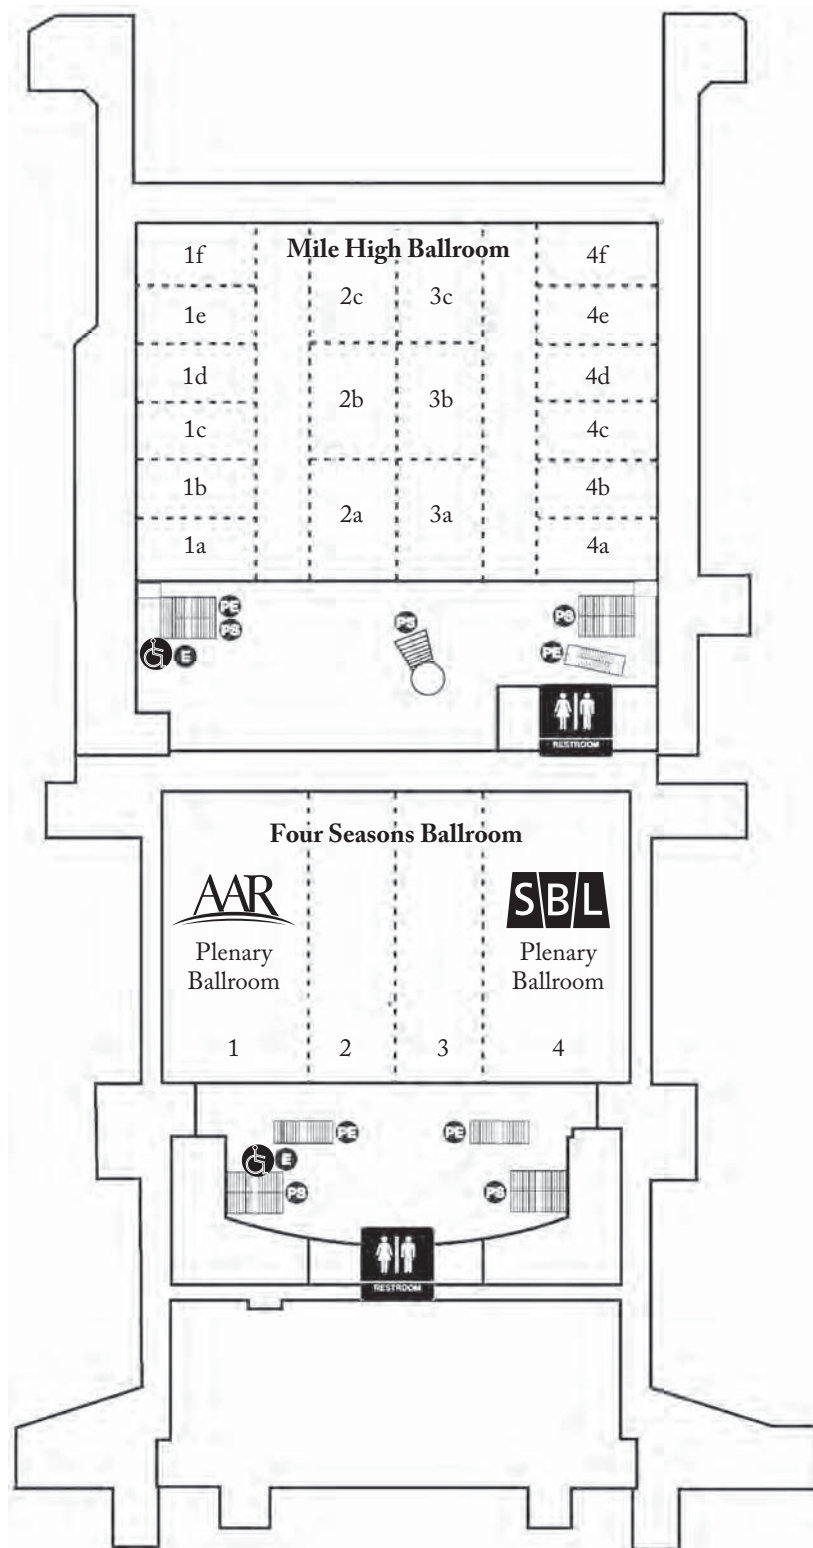 Mile High Ballroom
1f
4f
2c
3c
1e
4e
1d
4d
2b
3b
1c
4c
1b
4b
2a
3a
1a
4a
PE
PS
PS
PS
E
PE
RESTROOM
Four Seasons Ballroom
AAR
SBL
Plenary
Ballroom
Plenary
Ballroom
1
2
3
4
PE
PE
E
PS
PS
RESTROOM